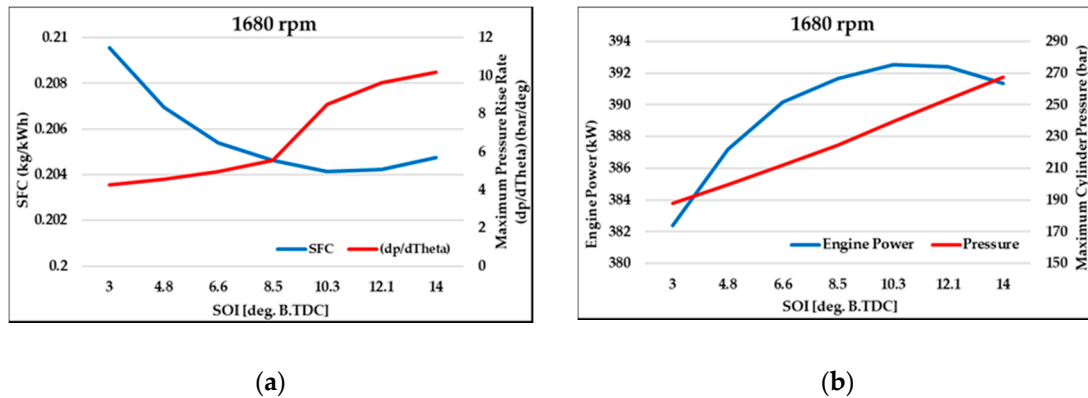 1680 rpm
0.21
0.208
0.206
0.204
0.202
0.2
SFC (kg/kWh)
12
10
8
6
4
2
0
Maximum Pressure Rise Rate
(dp/dTheta) (bar/deg)
SFC (dp/dTheta)
3 4.8 6.6 8.5 10.3 12.1 14
SOI [deg. B.TDC]
(a)
1680 rpm
394
392
390
388
386
384
382
380
Engine Power (kW)
290
270
250
230
210
190
170
150
Maximum Cylinder Pressure (bar)
Engine Power Pressure
3 4.8 6.6 8.5 10.3 12.1 14
SOI [deg. B.TDC]
(b)